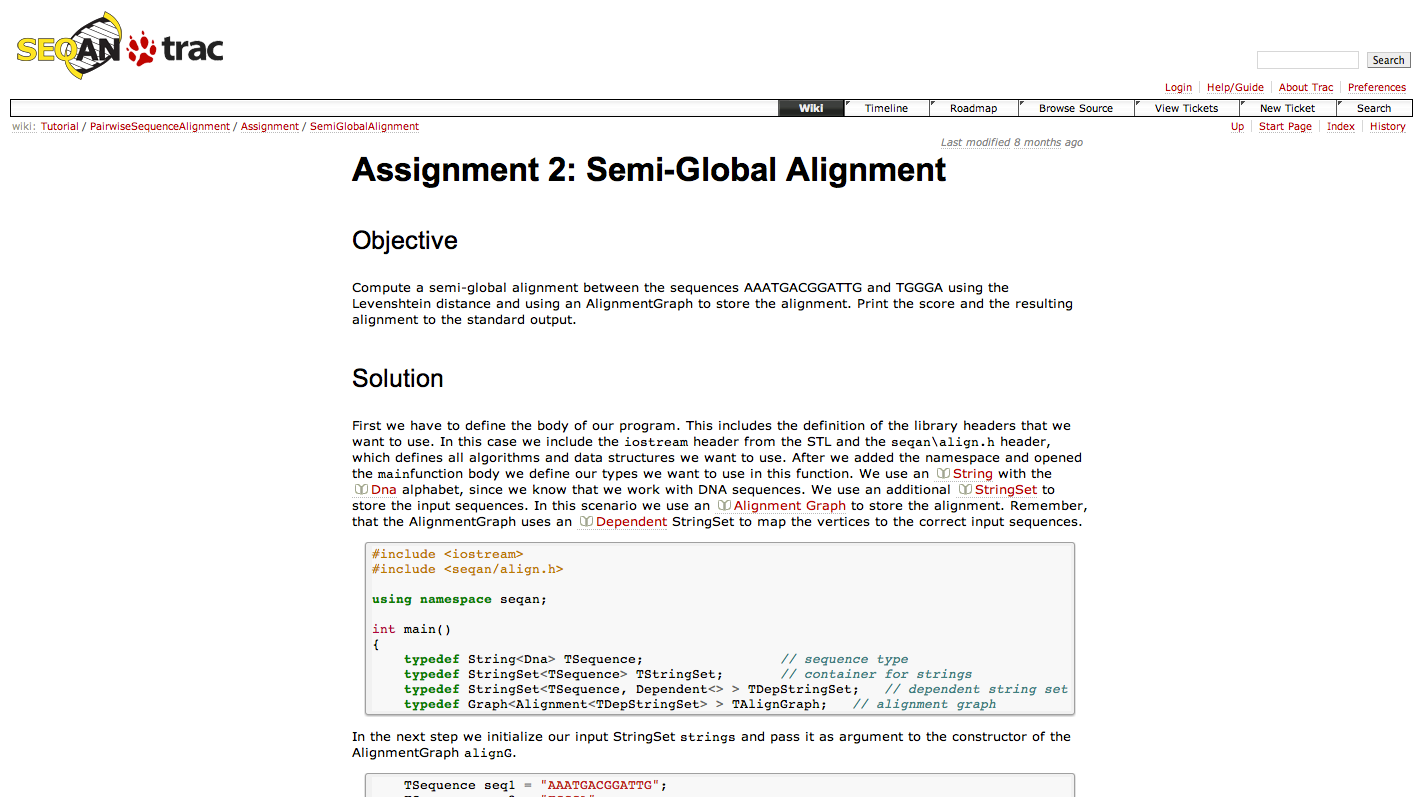 SEQAN trac
Search
Login Help/Guide About Trac Preferences
Wiki Timeline Roadmap Browse Source View Tickets New Ticket Search
wiki: Tutorial / PairwiseSequenceAlignment / Assignment / SemiGlobalAlignment
Up Start Page Index History
Last modified 8 months ago
Assignment 2: Semi-Global Alignment
Objective
Compute a semi-global alignment between the sequences AAATGACGGATTG and TGGGA using the
Levenshtein distance and using an AlignmentGraph to store the alignment. Print the score and the resulting
alignment to the standard output.
Solution
First we have to define the body of our program. This includes the definition of the library headers that we
want to use. In this case we include the iostream header from the STL and the seqan\align.h header,
which defines all algorithms and data structures we want to use. After we added the namespace and opened
the mainfunction body we define our types we want to use in this function. We use an String with the
Dna alphabet, since we know that we work with DNA sequences. We use an additional StringSet to
store the input sequences. In this scenario we use an Alignment Graph to store the alignment. Remember,
that the AlignmentGraph uses an Dependent StringSet to map the vertices to the correct input sequences.
#include <iostream>
#include <seqan/align.h>
using namespace seqan;
int main()
{
typedef String<Dna> TSequence; // sequence type
typedef StringSet<TSequence> TStringSet; // container for strings
typedef StringSet<TSequence, Dependent<> > TDepStringSet; // dependent string set
typedef Graph<Alignment<TDepStringSet> > TAlignGraph; // alignment graph
In the next step we initialize our input StringSet strings and pass it as argument to the constructor of the
AlignmentGraph alignG.
TSequence seq1 = "AAATGACGGATTG";